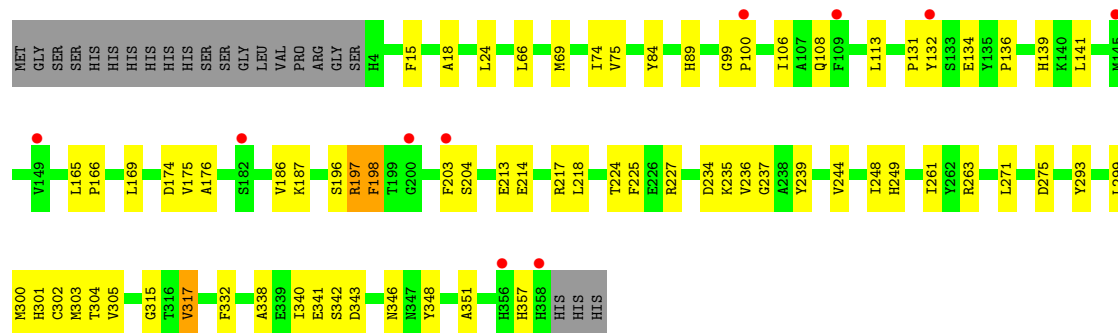 MET GLY SER SER HIS HIS HIS HIS HIS HIS SER SER GLY LEU VAL PRO ARG GLY SER H4 F15 A18 L24 L66 M69 I74 V75 Y84 H89 G99 P100 I106 A107 Q108 F109 L113 P131 Y132 S133 E134 Y135 P136 H139 K140 L141 M145
V149 L165 P166 L169 D174 V175 A176 S182 V186 K187 S196 R197 F198 T199 G200 F203 S204 E213 E214 R217 L218 T224 F225 E226 R227 D234 K235 V236 G237 A238 Y239 V244 I248 H249 I261 Y262 R263 L271 D275 Y293 L299
M300 H301 C302 M303 T304 V305 G315 T316 V317 F332 A338 E339 I340 E341 S342 D343 N346 N347 Y348 A351 H356 H357 H358 HIS HIS HIS